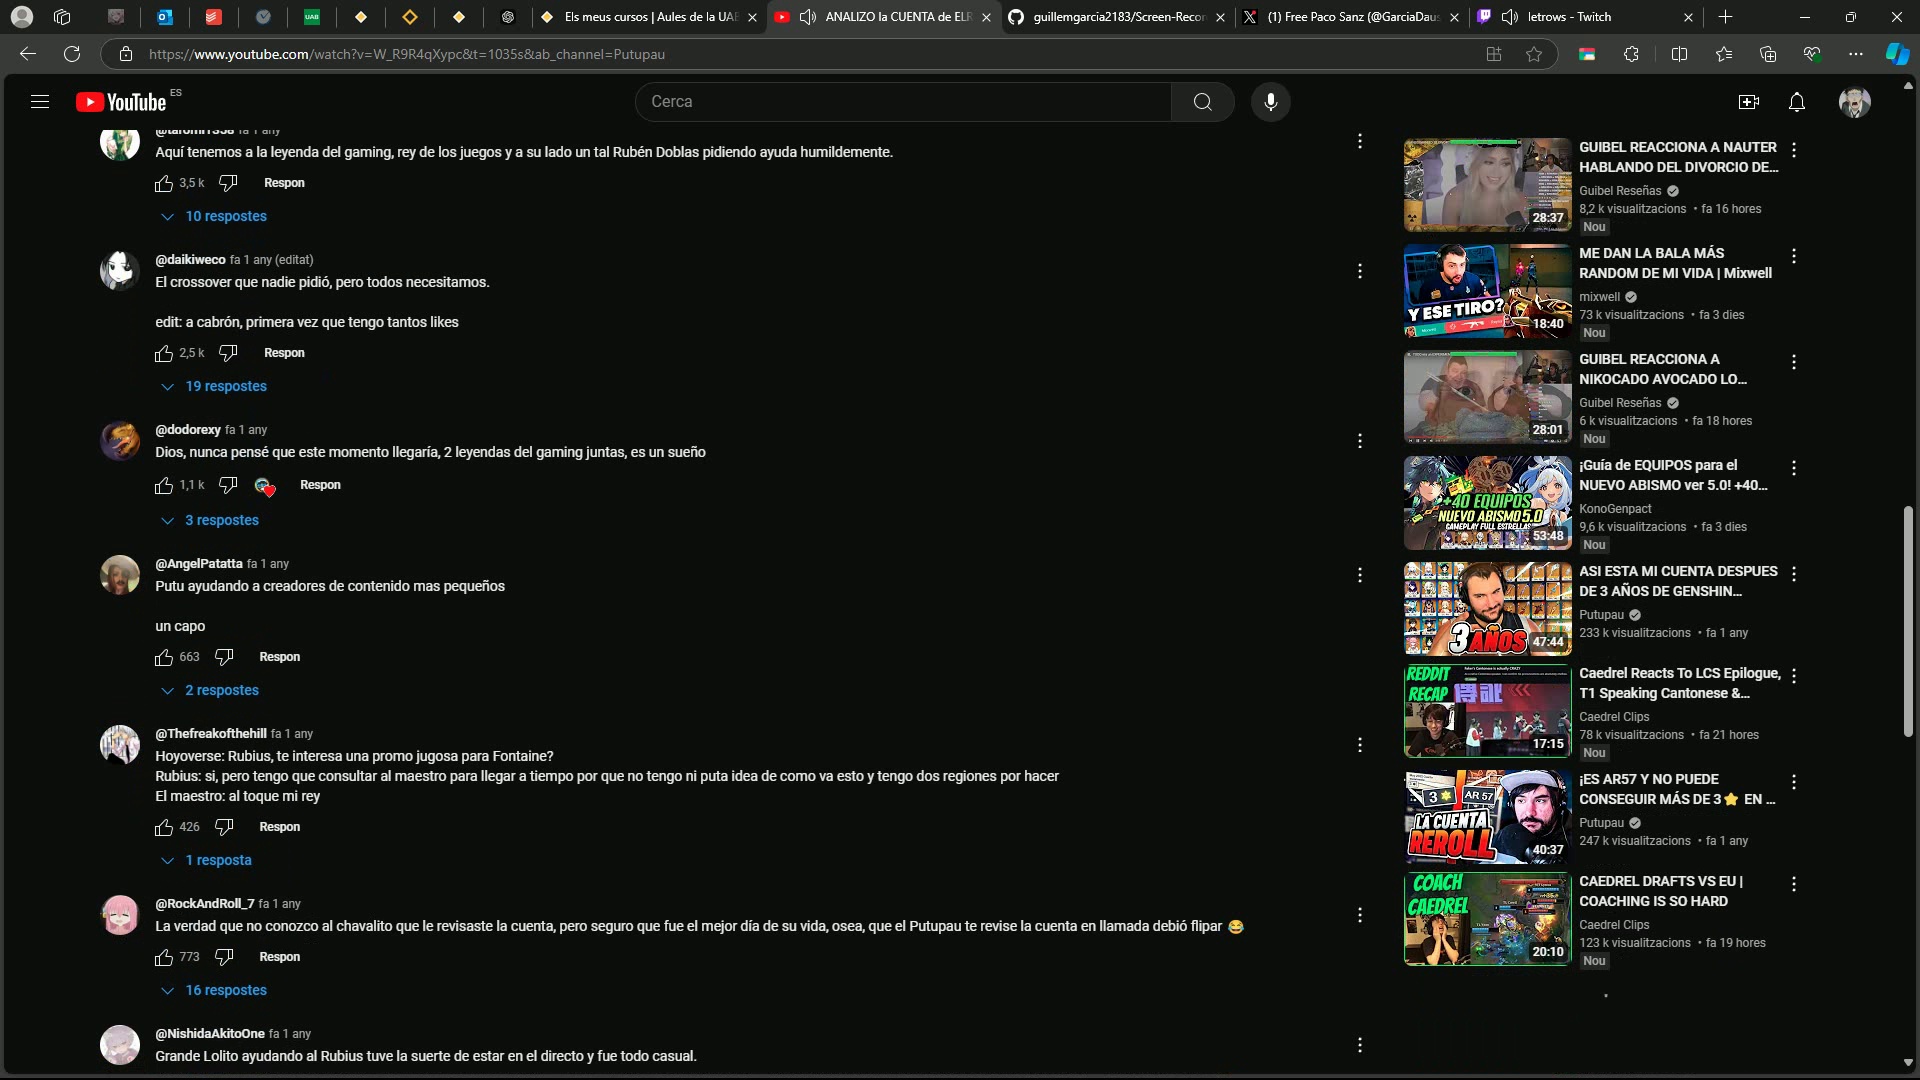 Els meus cursos | Aules de la UAB
ANALIZO la CUENTA de ELR
guillemgarcia2183/Screen-Recor
(1) Free Paco Sanz (@GarciaDaus
letrows - Twitch
https://www.youtube.com/watch?v=W_R9R4qXypc&t=1035s&ab_channel=Putupau
YouTube ES
Cerca
Aquí tenemos a la leyenda del gaming, rey de los juegos y a su lado un tal Rubén Doblas pidiendo ayuda humildemente.
3,5 k Respon
10 respostes
@daikiweco fa 1 any (editat)
El crossover que nadie pidió, pero todos necesitamos.
edit: a cabrón, primera vez que tengo tantos likes
2,5 k Respon
19 respostes
@dodorexy fa 1 any
Dios, nunca pensé que este momento llegaría, 2 leyendas del gaming juntas, es un sueño
1,1 k Respon
3 respostes
@AngelPatatta fa 1 any
Putu ayudando a creadores de contenido mas pequeños
un capo
663 Respon
2 respostes
@Thefreakofthehill fa 1 any
Hoyoverse: Rubius, te interesa una promo jugosa para Fontaine?
Rubius: si, pero tengo que consultar al maestro para llegar a tiempo por que no tengo ni puta idea de como va esto y tengo dos regiones por hacer
El maestro: al toque mi rey
426 Respon
1 resposta
@RockAndRoll_7 fa 1 any
La verdad que no conozco al chavalito que le revisaste la cuenta, pero seguro que fue el mejor día de su vida, osea, que el Putupau te revise la cuenta en llamada debió flipar 😂
773 Respon
16 respostes
@NishidaAkitoOne fa 1 any
Grande Lolito ayudando al Rubius tuve la suerte de estar en el directo y fue todo casual.
28:37
GUIBEL REACCIONA A NAUTER
HABLANDO DEL DIVORCIO DE...
Guibel Reseñas
8,2 k visualitzacions • fa 16 hores
Nou
Y ESE TIRO?
18:40
ME DAN LA BALA MÁS
RANDOM DE MI VIDA | Mixwell
mixwell
73 k visualitzacions • fa 3 dies
Nou
28:01
GUIBEL REACCIONA A
NIKOCADO AVOCADO LO...
Guibel Reseñas
6 k visualitzacions • fa 18 hores
Nou
+40 EQUIPOS
NUEVO ABISMO 5.0
GAMEPLAY FULL ESTRELLAS
53:48
¡Guía de EQUIPOS para el
NUEVO ABISMO ver 5.0! +40...
KonoGenpact
9,6 k visualitzacions • fa 3 dies
Nou
3 AÑOS
47:44
ASI ESTA MI CUENTA DESPUES
DE 3 AÑOS DE GENSHIN...
Putupau
233 k visualitzacions • fa 1 any
REDDIT
RECAP
17:15
Caedrel Reacts To LCS Epilogue,
T1 Speaking Cantonese &...
Caedrel Clips
78 k visualitzacions • fa 21 hores
Nou
3 AR 57
LA CUENTA
REROLL
40:37
¡ES AR57 Y NO PUEDE
CONSEGUIR MÁS DE 3⭐ EN ...
Putupau
247 k visualitzacions • fa 1 any
COACH
CAEDREL
20:10
CAEDREL DRAFTS VS EU |
COACHING IS SO HARD
Caedrel Clips
123 k visualitzacions • fa 19 hores
Nou